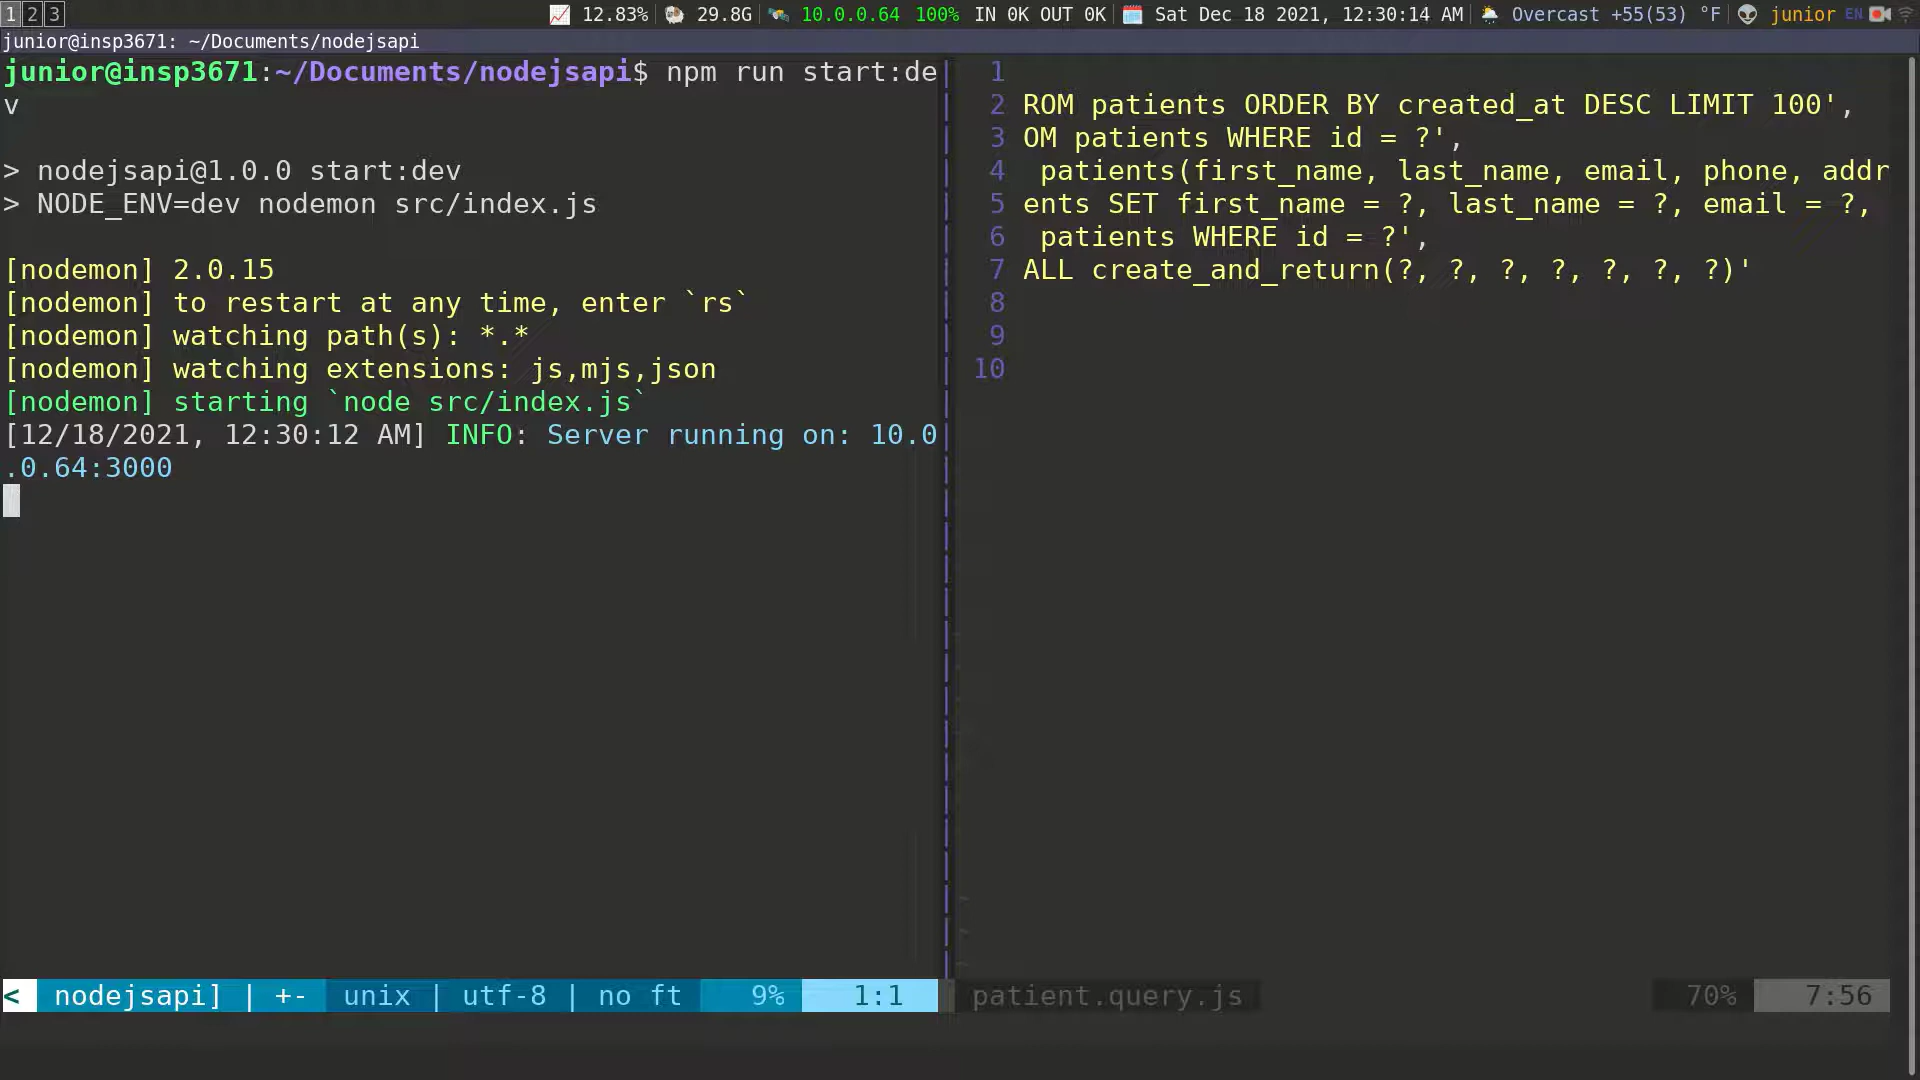 1 2 3 12.83% 29.8G 10.0.0.64 100% IN 0K OUT 0K Sat Dec 18 2021, 12:30:14 AM Overcast +55(53) °F junior EN
junior@insp3671: ~/Documents/nodejsapi
junior@insp3671:~/Documents/nodejsapi$ npm run start:de
v
> nodejsapi@1.0.0 start:dev
> NODE_ENV=dev nodemon src/index.js
[nodemon] 2.0.15
[nodemon] to restart at any time, enter `rs`
[nodemon] watching path(s): *.*
[nodemon] watching extensions: js,mjs,json
[nodemon] starting `node src/index.js`
[12/18/2021, 12:30:12 AM] INFO: Server running on: 10.0
.0.64:3000
< nodejsapi] | +- unix | utf-8 | no ft 9% 1:1
1
2 ROM patients ORDER BY created_at DESC LIMIT 100',
3 OM patients WHERE id = ?',
4 patients(first_name, last_name, email, phone, addr
5 ents SET first_name = ?, last_name = ?, email = ?,
6 patients WHERE id = ?',
7 ALL create_and_return(?, ?, ?, ?, ?, ?, ?)'
8
9
10
~
~
~
patient.query.js 70% 7:56